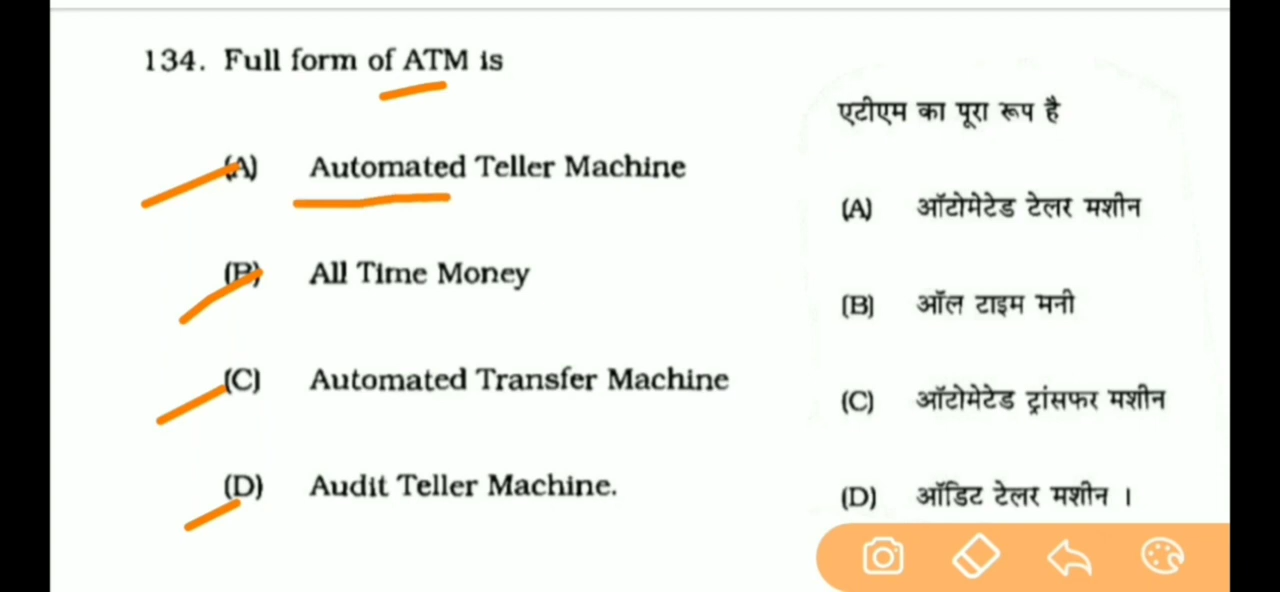 134. Full form of ATM is
(A) Automated Teller Machine
(B) All Time Money
(C) Automated Transfer Machine
(D) Audit Teller Machine.
एटीएम का पूरा रूप है
(A) ऑटोमेटेड टेलर मशीन
(B) ऑल टाइम मनी
(C) ऑटोमेटेड ट्रांसफर मशीन
(D) ऑडिट टेलर मशीन ।